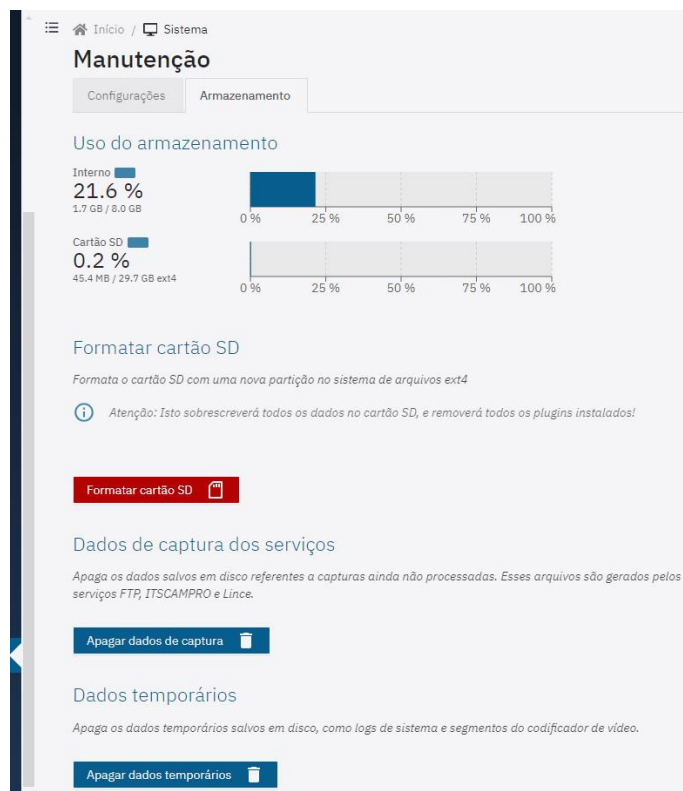 Início / Sistema
Manutenção
Configurações Armazenamento
Uso do armazenamento
Interno
21.6 %
1.7 GB / 8.0 GB
0 % 25 % 50 % 75 % 100 %
Cartão SD
0.2 %
45.4 MB / 29.7 GB ext4
0 % 25 % 50 % 75 % 100 %
Formatar cartão SD
Formata o cartão SD com uma nova partição no sistema de arquivos ext4
Atenção: Isto sobrescreverá todos os dados no cartão SD, e removerá todos os plugins instalados!
Formatar cartão SD
Dados de captura dos serviços
Apaga os dados salvos em disco referentes a capturas ainda não processadas. Esses arquivos são gerados pelos
serviços FTP, ITSCAMPRO e Lince.
Apagar dados de captura
Dados temporários
Apaga os dados temporários salvos em disco, como logs de sistema e segmentos do codificador de vídeo.
Apagar dados temporários